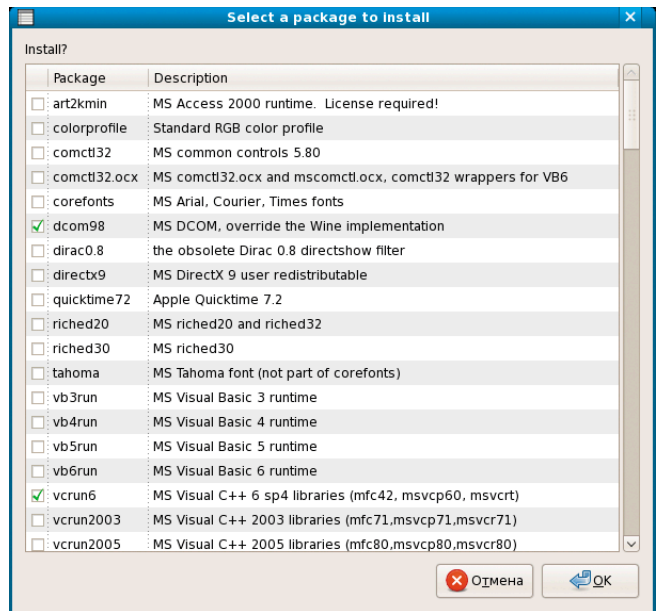 Select a package to install
Install?
Package Description
art2kmin MS Access 2000 runtime. License required!
colorprofile Standard RGB color profile
comctl32 MS common controls 5.80
comctl32.ocx MS comctl32.ocx and mscomctl.ocx, comctl32 wrappers for VB6
corefonts MS Arial, Courier, Times fonts
dcom98 MS DCOM, override the Wine implementation
dirac0.8 the obsolete Dirac 0.8 directshow filter
directx9 MS DirectX 9 user redistributable
quicktime72 Apple Quicktime 7.2
riched20 MS riched20 and riched32
riched30 MS riched30
tahoma MS Tahoma font (not part of corefonts)
vb3run MS Visual Basic 3 runtime
vb4run MS Visual Basic 4 runtime
vb5run MS Visual Basic 5 runtime
vb6run MS Visual Basic 6 runtime
vcrun6 MS Visual C++ 6 sp4 libraries (mfc42, msvcp60, msvcrt)
vcrun2003 MS Visual C++ 2003 libraries (mfc71,msvcp71,msvcr71)
vcrun2005 MS Visual C++ 2005 libraries (mfc80,msvcp80,msvcr80)
Отмена OK